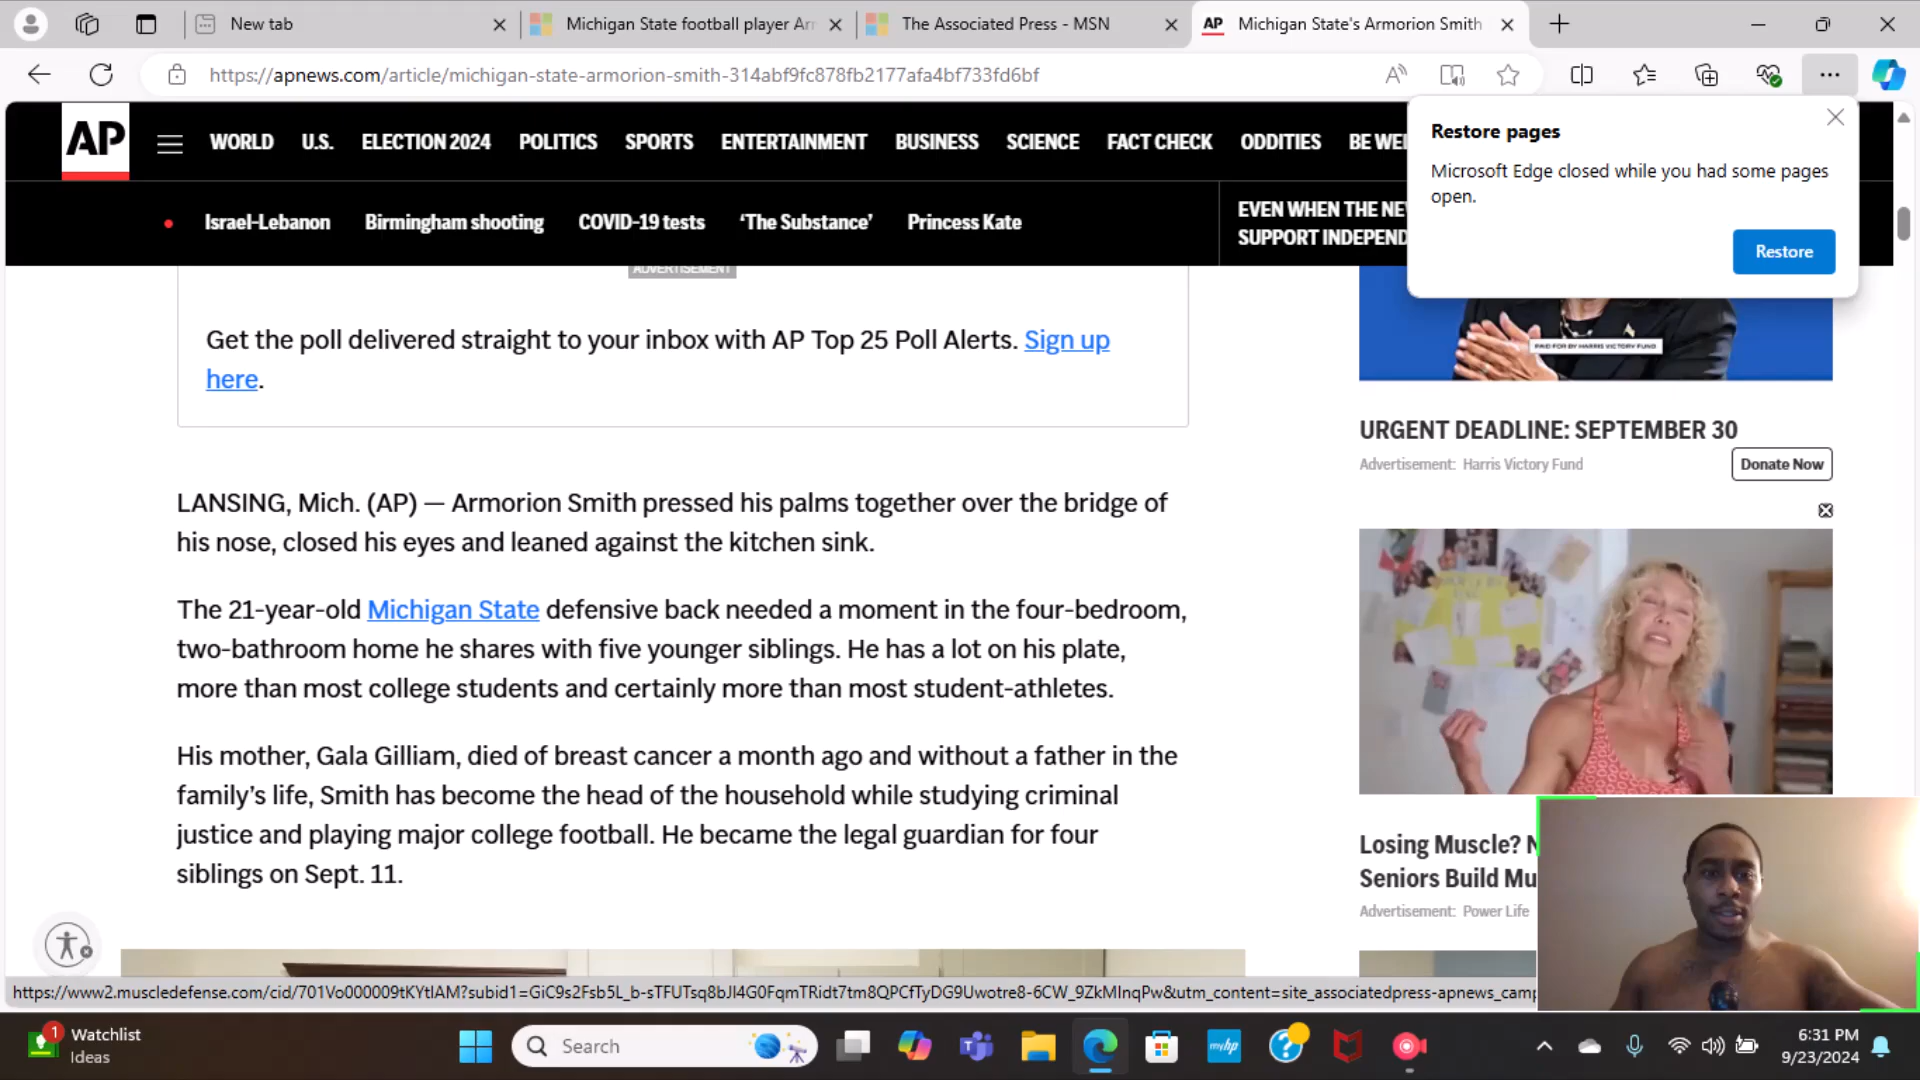 New tab
Michigan State football player Ar
The Associated Press - MSN
AP
Michigan State's Armorion Smith
https://apnews.com/article/michigan-state-armorion-smith-314abf9fc878fb2177afa4bf733fd6bf
AP
WORLD U.S. ELECTION 2024 POLITICS SPORTS ENTERTAINMENT BUSINESS SCIENCE FACT CHECK ODDITIES BE WEL
Restore pages
Microsoft Edge closed while you had some pages
open.
Restore
Israel-Lebanon Birmingham shooting COVID-19 tests ‘The Substance’ Princess Kate
EVEN WHEN THE NE
SUPPORT INDEPEND
ADVERTISEMENT
Get the poll delivered straight to your inbox with AP Top 25 Poll Alerts. Sign up
here.
PAID FOR BY HARRIS VICTORY FUND
URGENT DEADLINE: SEPTEMBER 30
Advertisement: Harris Victory Fund
Donate Now
LANSING, Mich. (AP) — Armorion Smith pressed his palms together over the bridge of
his nose, closed his eyes and leaned against the kitchen sink.
The 21-year-old Michigan State defensive back needed a moment in the four-bedroom,
two-bathroom home he shares with five younger siblings. He has a lot on his plate,
more than most college students and certainly more than most student-athletes.
His mother, Gala Gilliam, died of breast cancer a month ago and without a father in the
family’s life, Smith has become the head of the household while studying criminal
justice and playing major college football. He became the legal guardian for four
siblings on Sept. 11.
Losing Muscle? N
Seniors Build Mu
Advertisement: Power Life
1
Watchlist
Ideas
Search
myhp
6:31 PM
9/23/2024